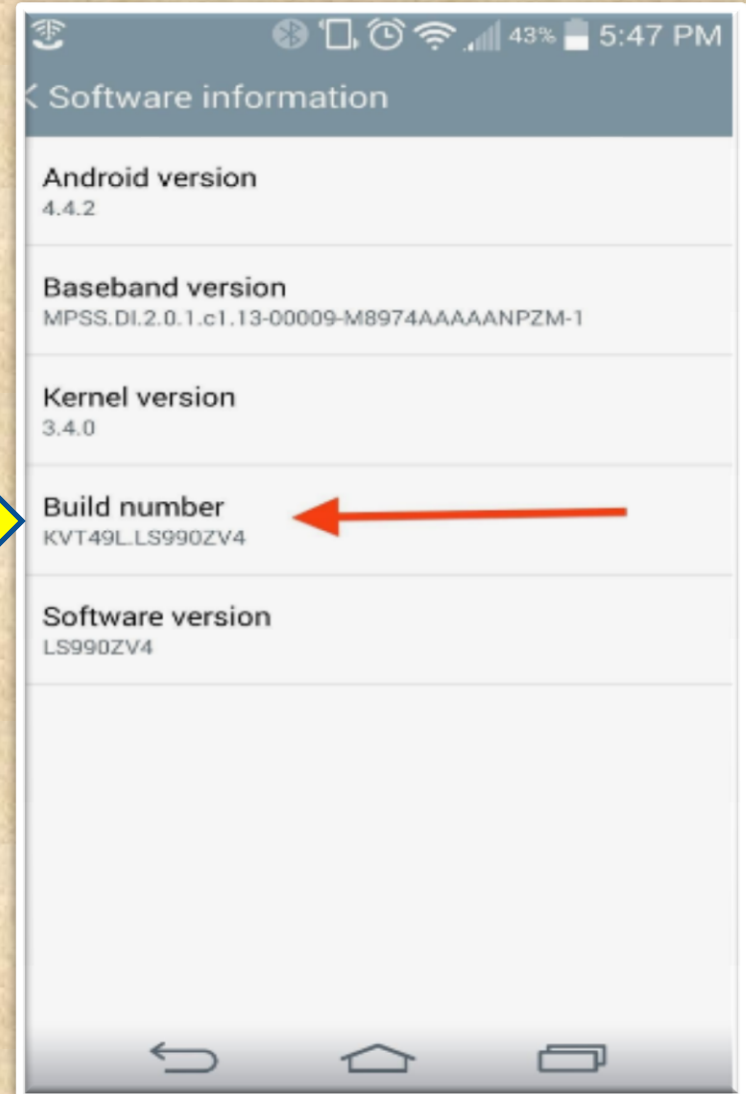 43% 5:47 PM
Software information
Android version
4.4.2
Baseband version
MPSS.DI.2.0.1.c1.13-00009-M8974AAAAANPZM-1
Kernel version
3.4.0
Build number
KVT49L.LS990ZV4
Software version
LS990ZV4